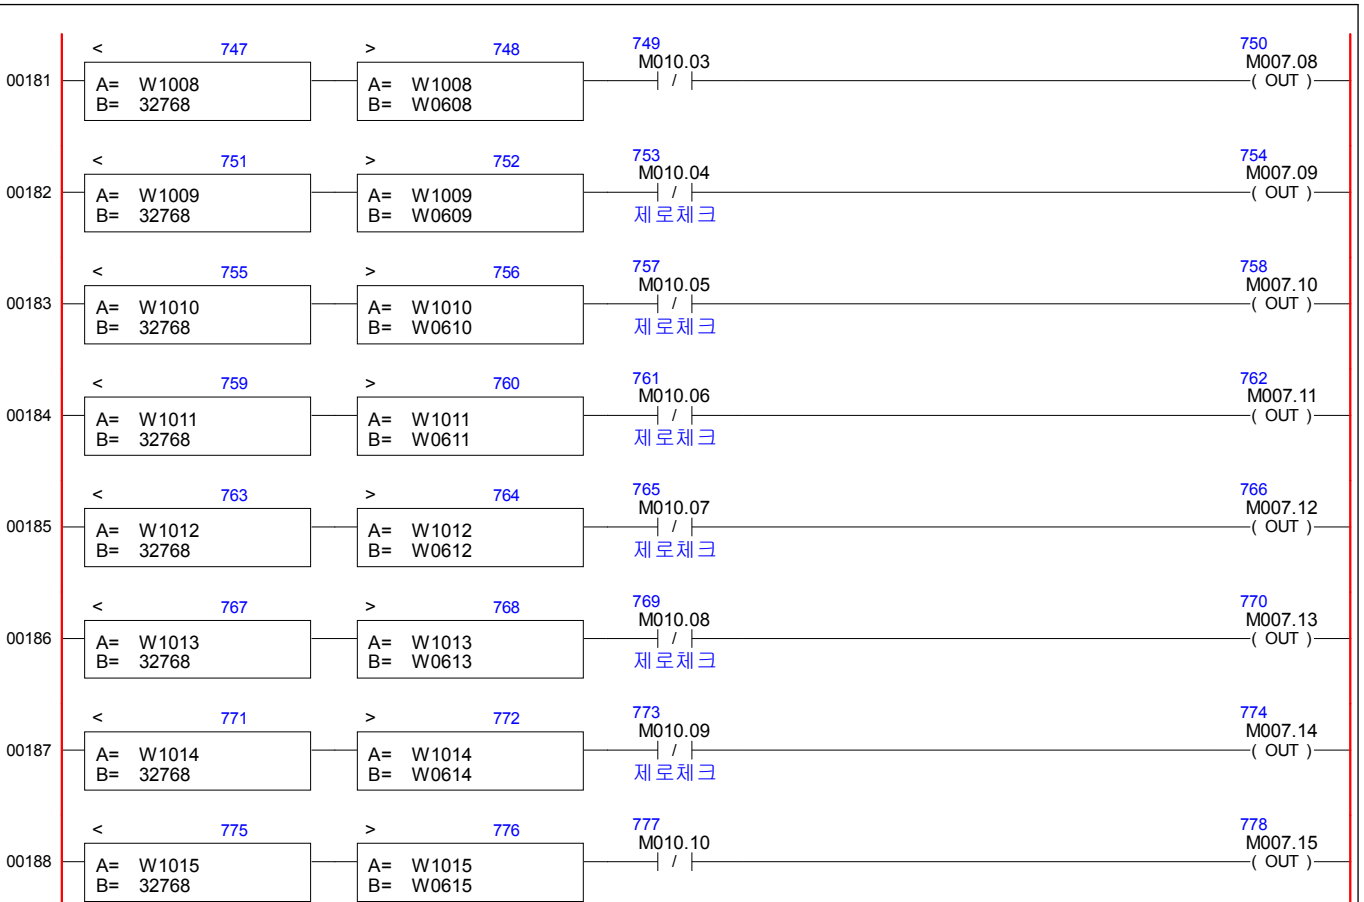 < 747 > 748 749 750
M010.03 M007.08
00181 A= W1008 A= W1008 / ( OUT )
B= 32768 B= W0608
< 751 > 752 753 754
M010.04 M007.09
00182 A= W1009 A= W1009 / ( OUT )
B= 32768 B= W0609 제로체크
< 755 > 756 757 758
M010.05 M007.10
00183 A= W1010 A= W1010 / ( OUT )
B= 32768 B= W0610 제로체크
< 759 > 760 761 762
M010.06 M007.11
00184 A= W1011 A= W1011 / ( OUT )
B= 32768 B= W0611 제로체크
< 763 > 764 765 766
M010.07 M007.12
00185 A= W1012 A= W1012 / ( OUT )
B= 32768 B= W0612 제로체크
< 767 > 768 769 770
M010.08 M007.13
00186 A= W1013 A= W1013 / ( OUT )
B= 32768 B= W0613 제로체크
< 771 > 772 773 774
M010.09 M007.14
00187 A= W1014 A= W1014 / ( OUT )
B= 32768 B= W0614 제로체크
< 775 > 776 777 778
M010.10 M007.15
00188 A= W1015 A= W1015 / ( OUT )
B= 32768 B= W0615